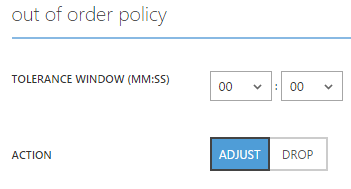 out of order policy
TOLERANCE WINDOW (MM:SS) 00 : 00
ACTION ADJUST DROP